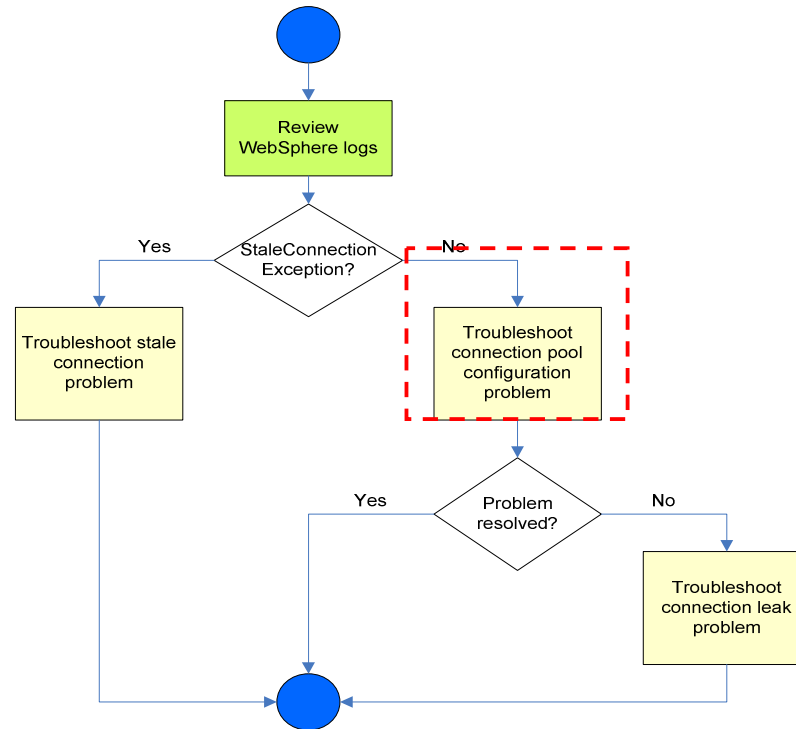 Review
WebSphere logs
StaleConnection
Exception?
Yes
No
Troubleshoot stale
connection
problem
Troubleshoot
connection pool
configuration
problem
Problem
resolved?
Yes
No
Troubleshoot
connection leak
problem